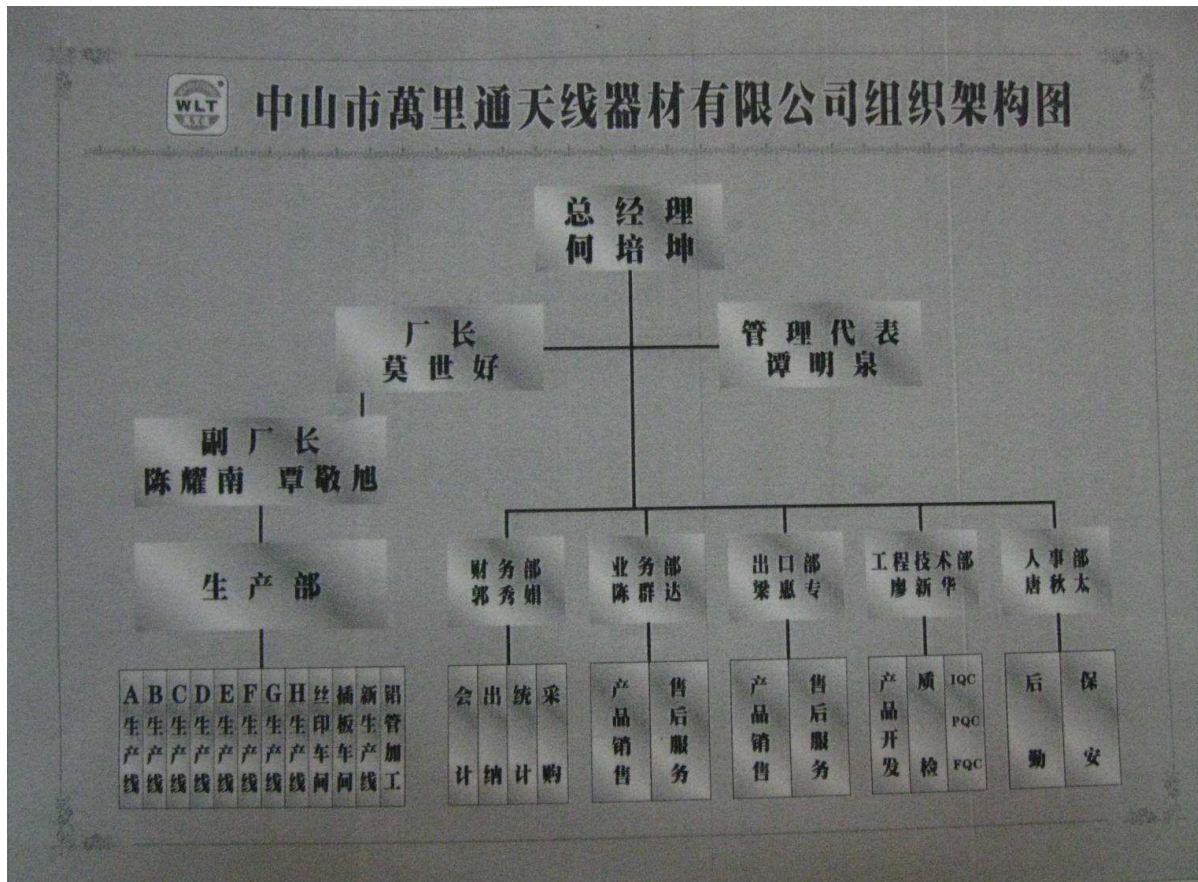 WLT
中山市萬里通天线器材有限公司组织架构图
总经理
何培坤
厂长
莫世好
管理代表
谭明泉
副厂长
陈耀南 覃敬旭
生产部
财务部
郭秀娟
业务部
陈群达
出口部
梁惠专
工程技术部
廖新华
人事部
唐秋太
A生产线
B生产线
C生产线
D生产线
E生产线
F生产线
G生产线
H生产线
丝印车间
插板车间
新生产线
铝管加工
会计
出纳
统计
采购
产品销售
售后服务
产品销售
售后服务
产品开发
质检
IQC
PQC
FQC
后勤
保安